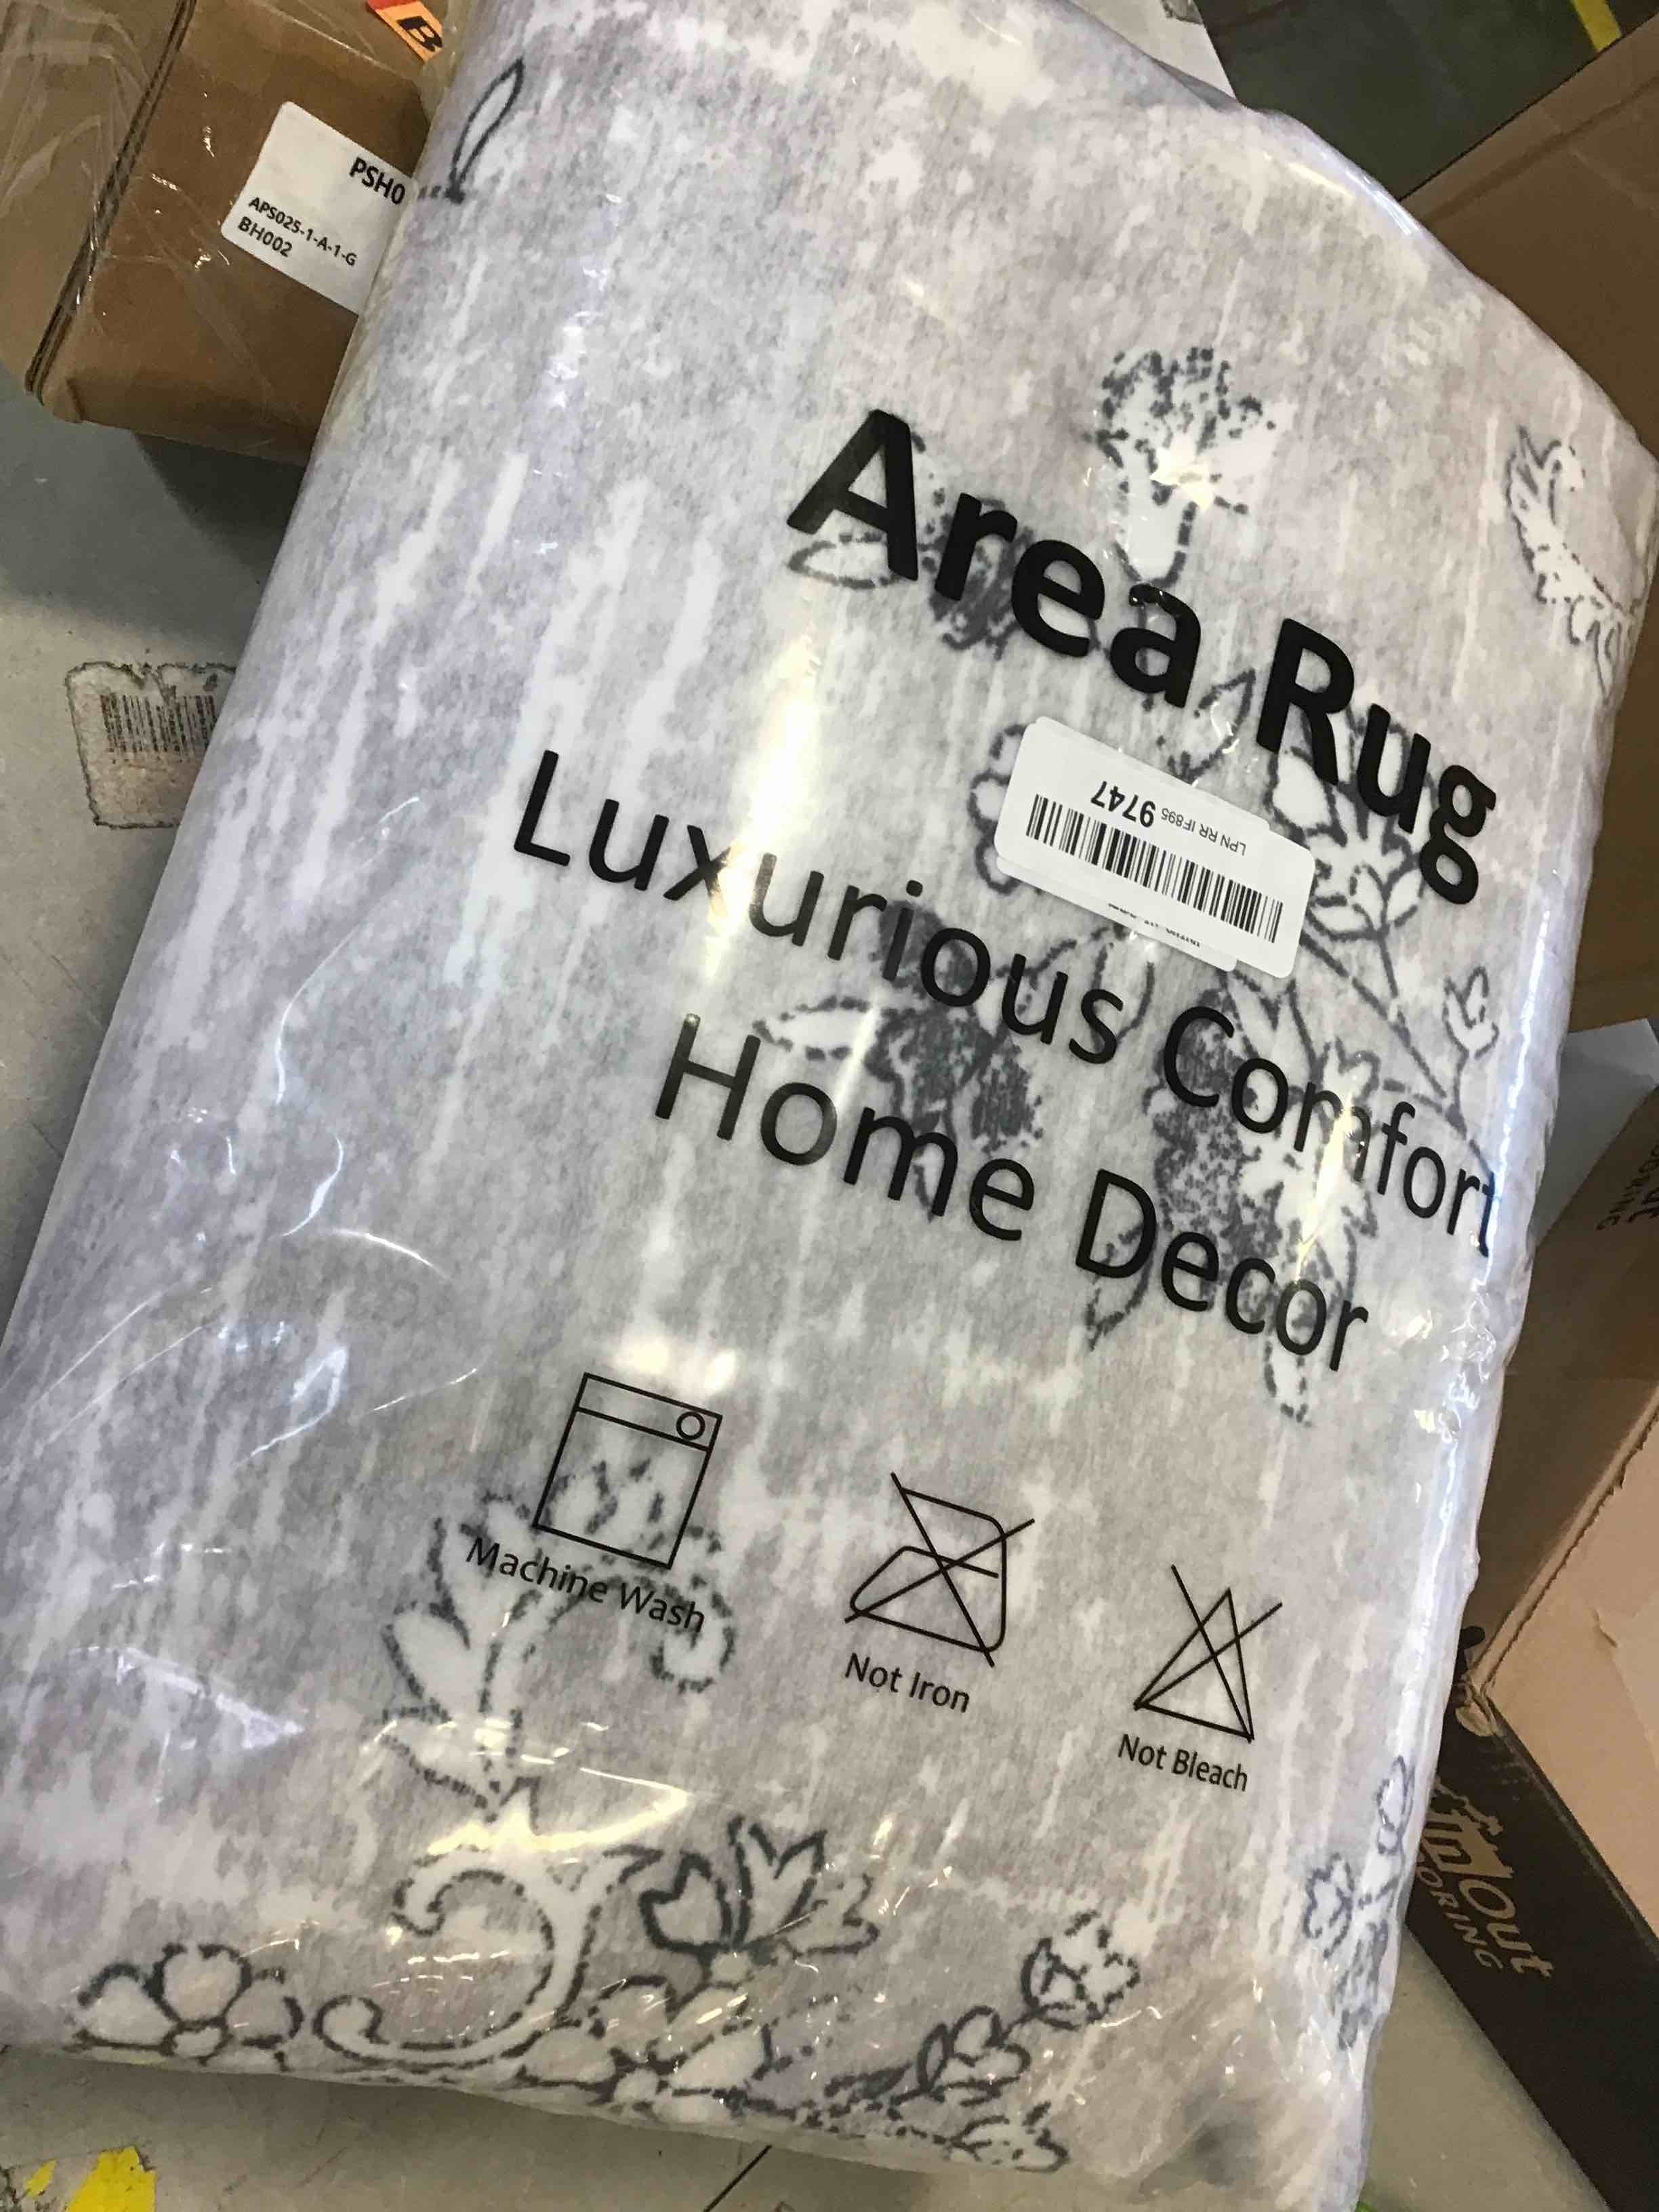 B
PSH0
APS025-1-A-1-G
BH002
Area Rug
LPN RR IF895 9747
Luxurious Comfort
Home Decor
Machine Wash
Not Iron
Not Bleach
InOut